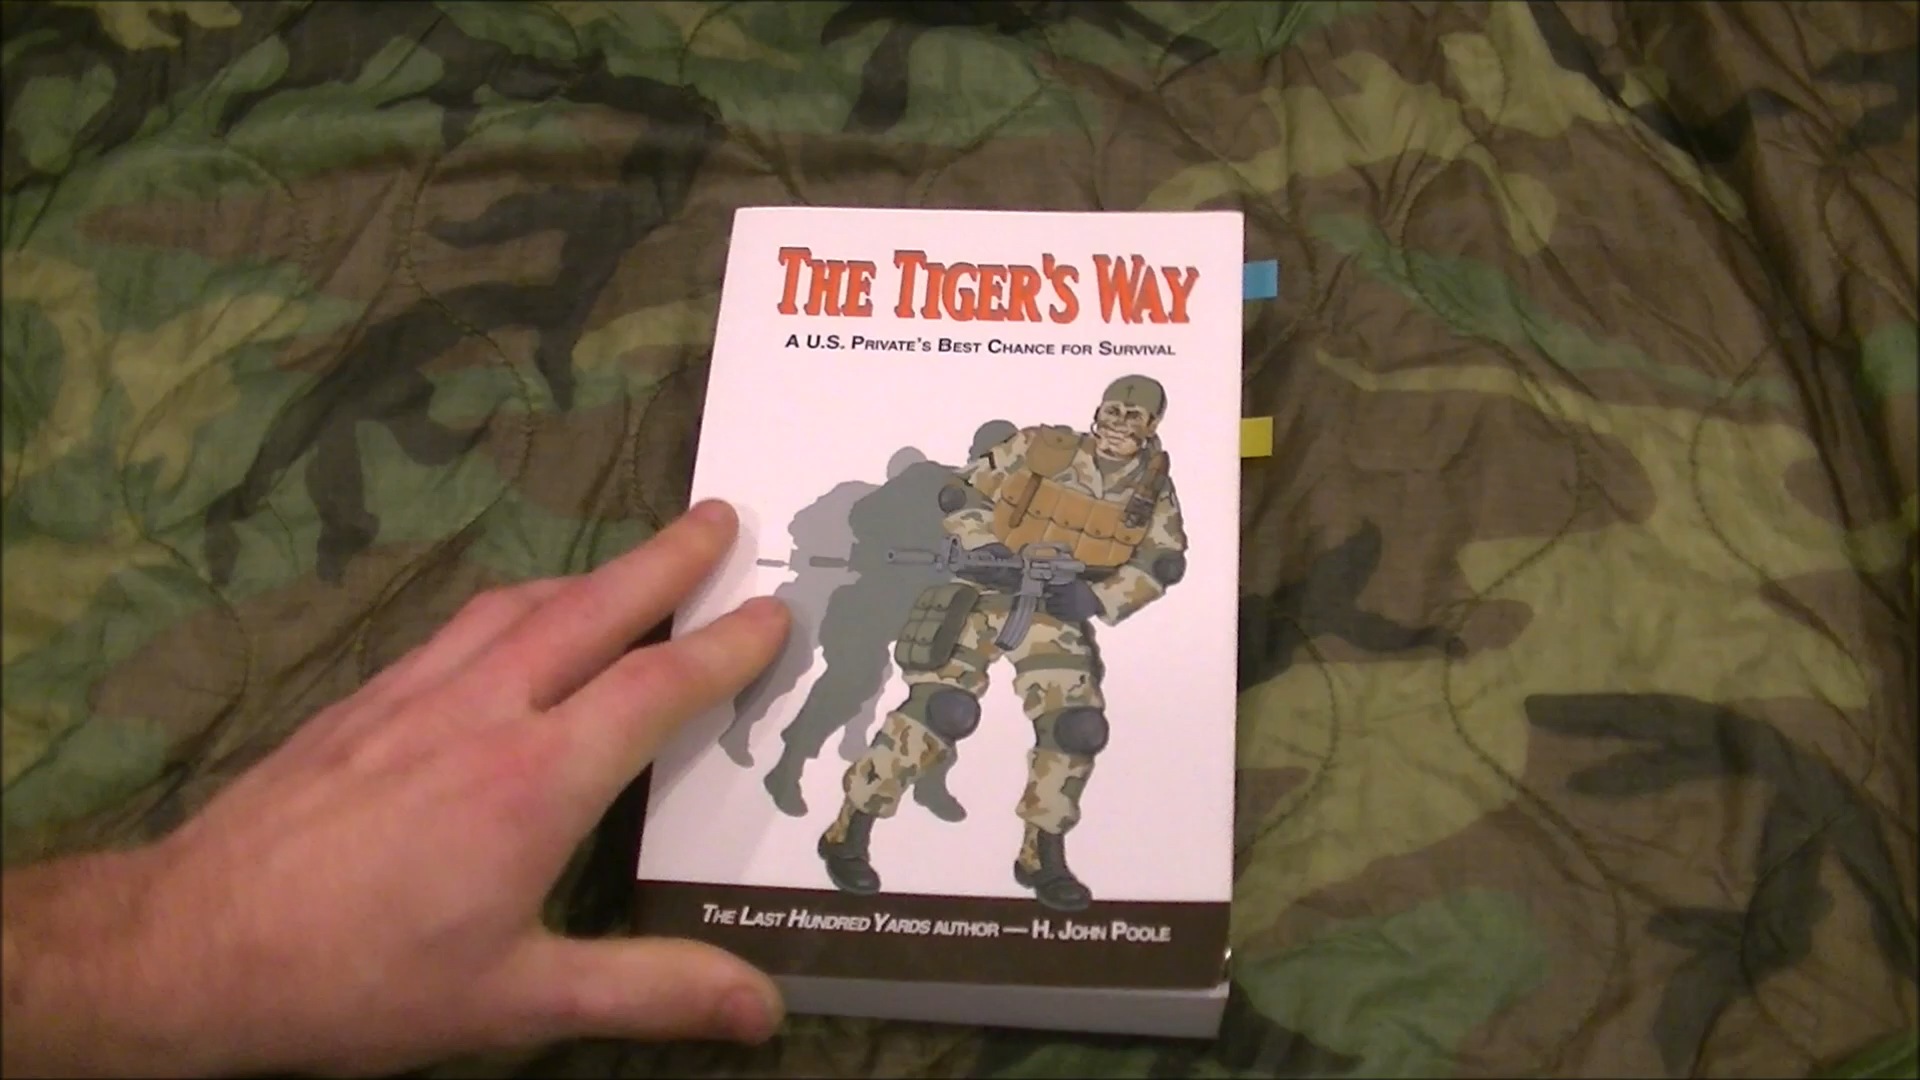 THE TIGER'S WAY
A U.S. PRIVATE'S BEST CHANCE FOR SURVIVAL
THE LAST HUNDRED YARDS AUTHOR — H. JOHN POOLE